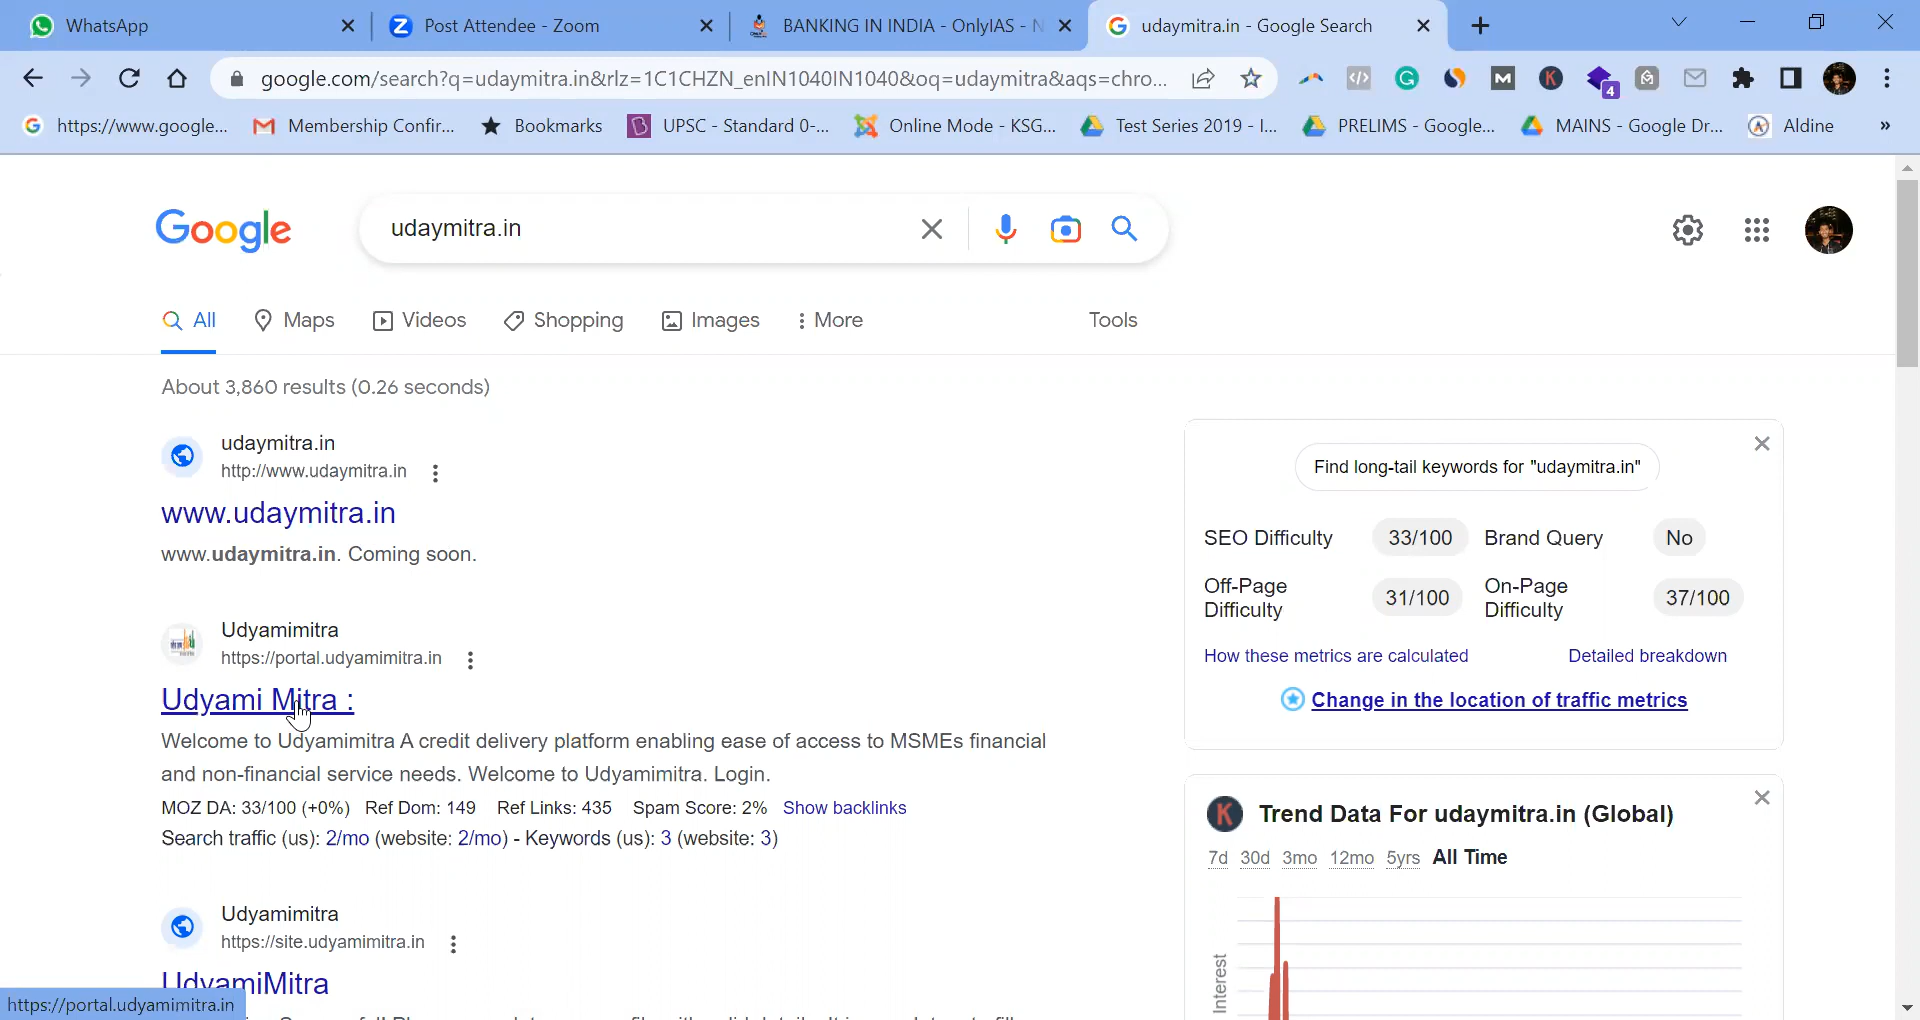 WhatsApp
Post Attendee - Zoom
BANKING IN INDIA - OnlyIAS - N
udaymitra.in - Google Search
google.com/search?q=udaymitra.in&rlz=1C1CHZN_enIN1040IN1040&oq=udaymitra&aqs=chro...
4
https://www.google...
Membership Confir...
Bookmarks
UPSC - Standard 0-...
Online Mode - KSG...
Test Series 2019 - I...
PRELIMS - Google...
MAINS - Google Dr...
Aldine
»
Google
udaymitra.in
All
Maps
Videos
Shopping
Images
More
Tools
About 3,860 results (0.26 seconds)
udaymitra.in
http://www.udaymitra.in
www.udaymitra.in
www.udaymitra.in. Coming soon.
Udyamimitra
https://portal.udyamimitra.in
Udyami Mitra :
Welcome to Udyamimitra A credit delivery platform enabling ease of access to MSMEs financial
and non-financial service needs. Welcome to Udyamimitra. Login.
MOZ DA: 33/100 (+0%) Ref Dom: 149 Ref Links: 435 Spam Score: 2% Show backlinks
Search traffic (us): 2/mo (website: 2/mo) - Keywords (us): 3 (website: 3)
Udyamimitra
https://site.udyamimitra.in
UdyamiMitra
https://portal.udyamimitra.in
Find long-tail keywords for "udaymitra.in"
SEO Difficulty 33/100 Brand Query No
Off-Page Difficulty 31/100 On-Page Difficulty 37/100
How these metrics are calculated
Detailed breakdown
Change in the location of traffic metrics
Trend Data For udaymitra.in (Global)
7d 30d 3mo 12mo 5yrs All Time
Interest